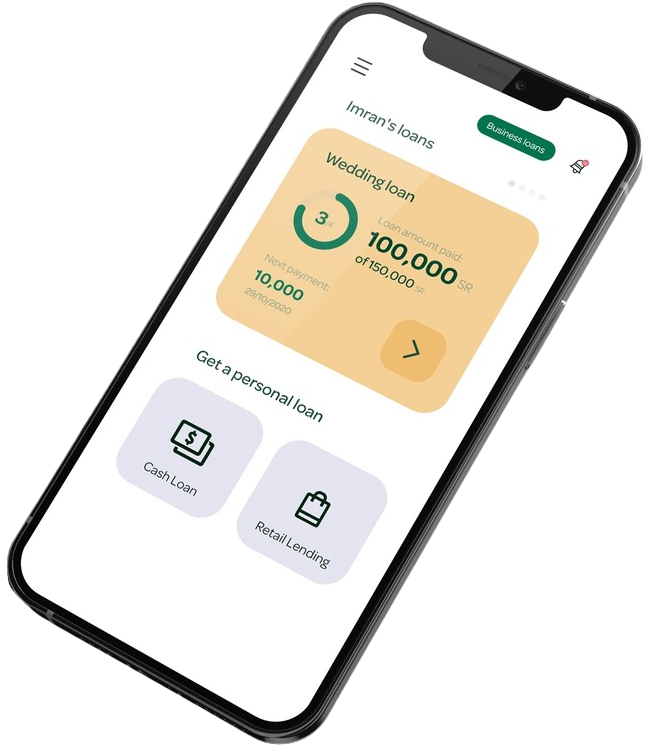 Business loans
Imran's loans
Wedding loan
3/4
Loan amount paid:
100,000 SR
of 150,000 SR
Next payment:
10,000
29/10/2020
Get a personal loan
$
Cash Loan
Retail Lending